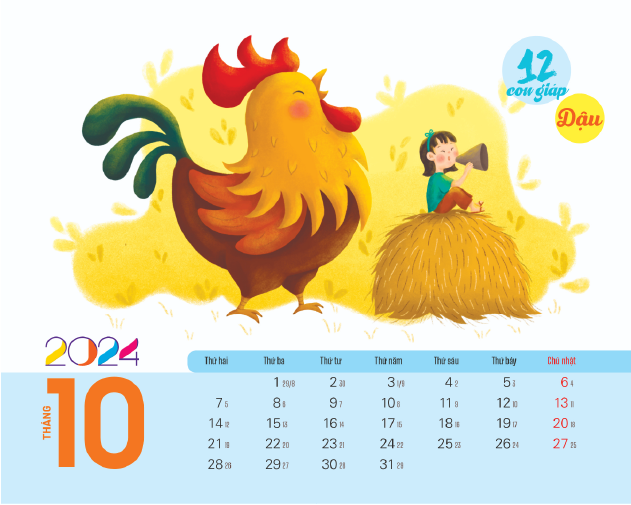 12
con giáp
Dậu
2024
THÁNG
10
Thứ hai Thứ ba Thứ tư Thứ năm Thứ sáu Thứ bảy Chủ nhật
1 29/8 2 30 3 1/9 4 2 5 3 6 4
7 5 8 6 9 7 10 8 11 9 12 10 13 11
14 12 15 13 16 14 17 15 18 16 19 17 20 18
21 19 22 20 23 21 24 22 25 23 26 24 27 25
28 26 29 27 30 28 31 29